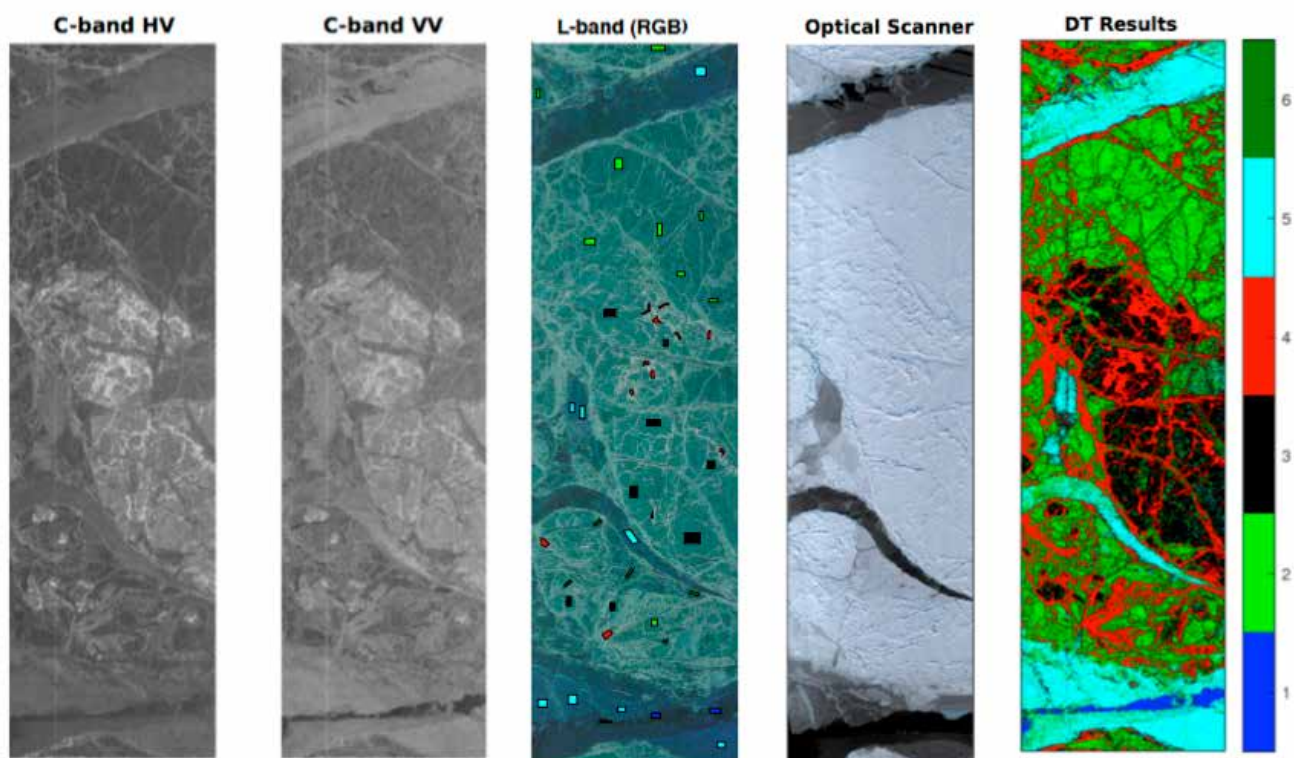 C-band HV
C-band VV
L-band (RGB)
Optical Scanner
DT Results
6
5
4
3
2
1